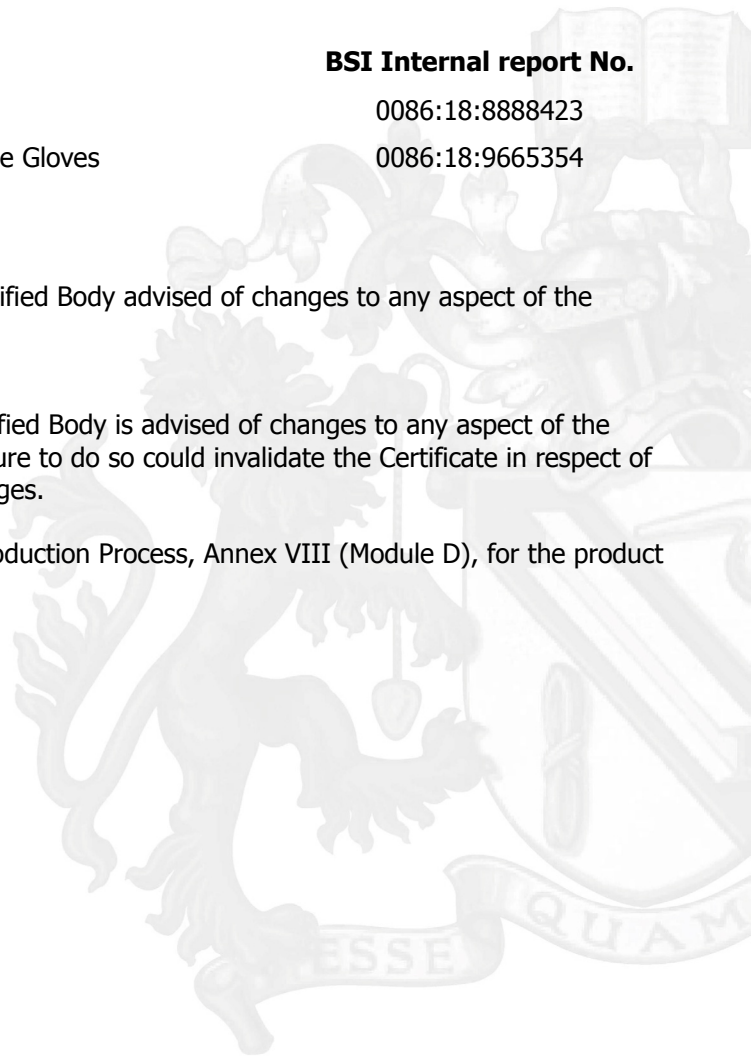 BSI Internal report No.
0086:18:8888423
e Gloves 0086:18:9665354
ified Body advised of changes to any aspect of the
fied Body is advised of changes to any aspect of the
ure to do so could invalidate the Certificate in respect of
ges.
oduction Process, Annex VIII (Module D), for the product
ESSE QUAM